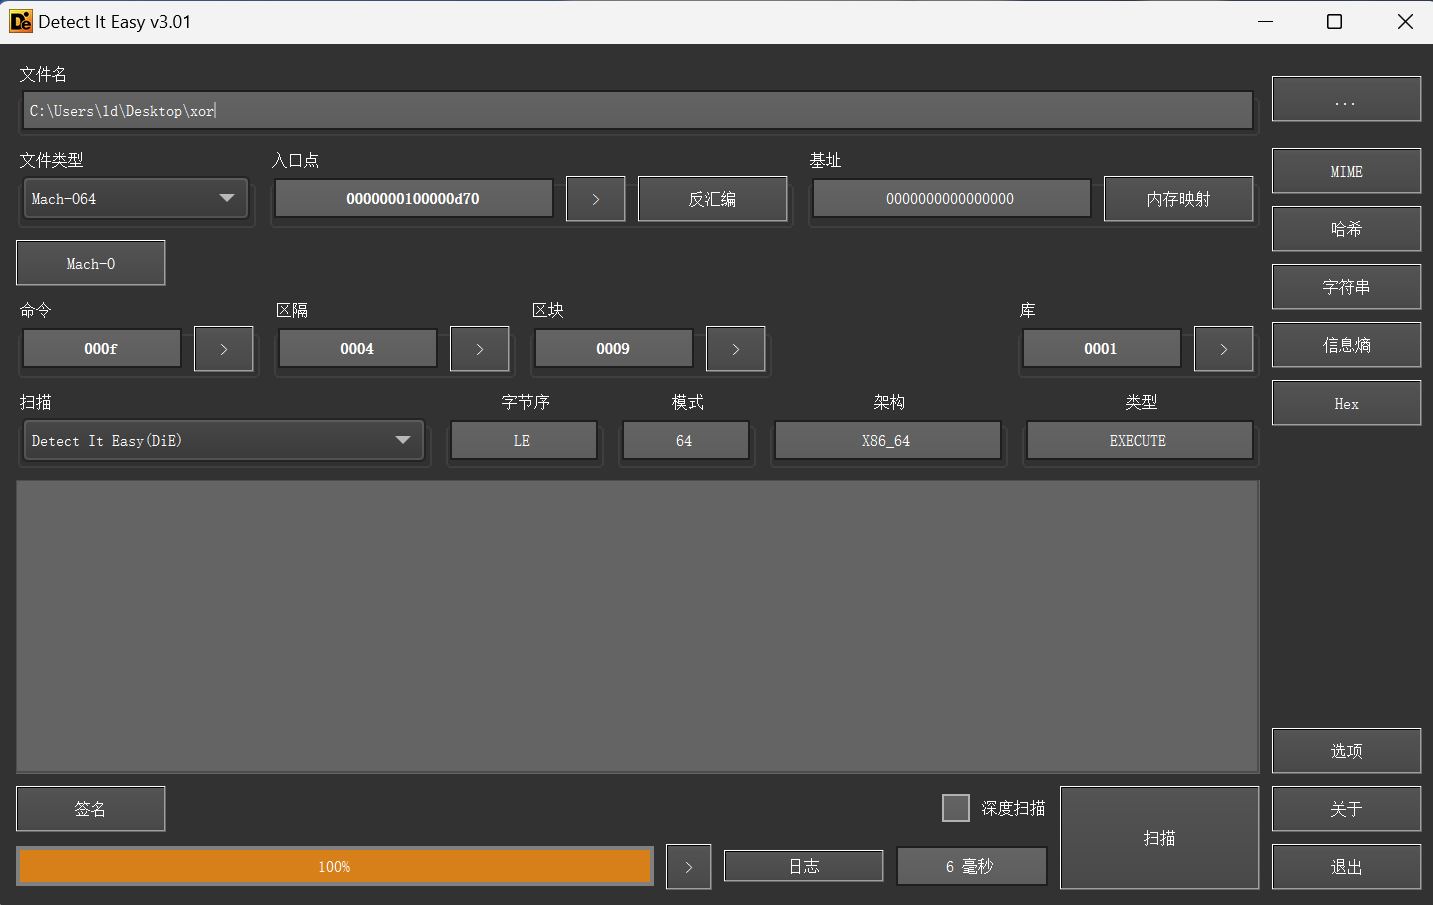 Detect It Easy v3.01
文件名
C:\Users\ld\Desktop\xor
...
文件类型
入口点
基址
Mach-O64
0000000100000d70
>
反汇编
0000000000000000
内存映射
MIME
哈希
Mach-O
字符串
命令
区隔
区块
库
000f
>
0004
>
0009
>
0001
>
信息熵
扫描
字节序
模式
架构
类型
Hex
Detect It Easy(DiE)
LE
64
X86_64
EXECUTE
选项
签名
深度扫描
扫描
关于
100%
>
日志
6 毫秒
退出